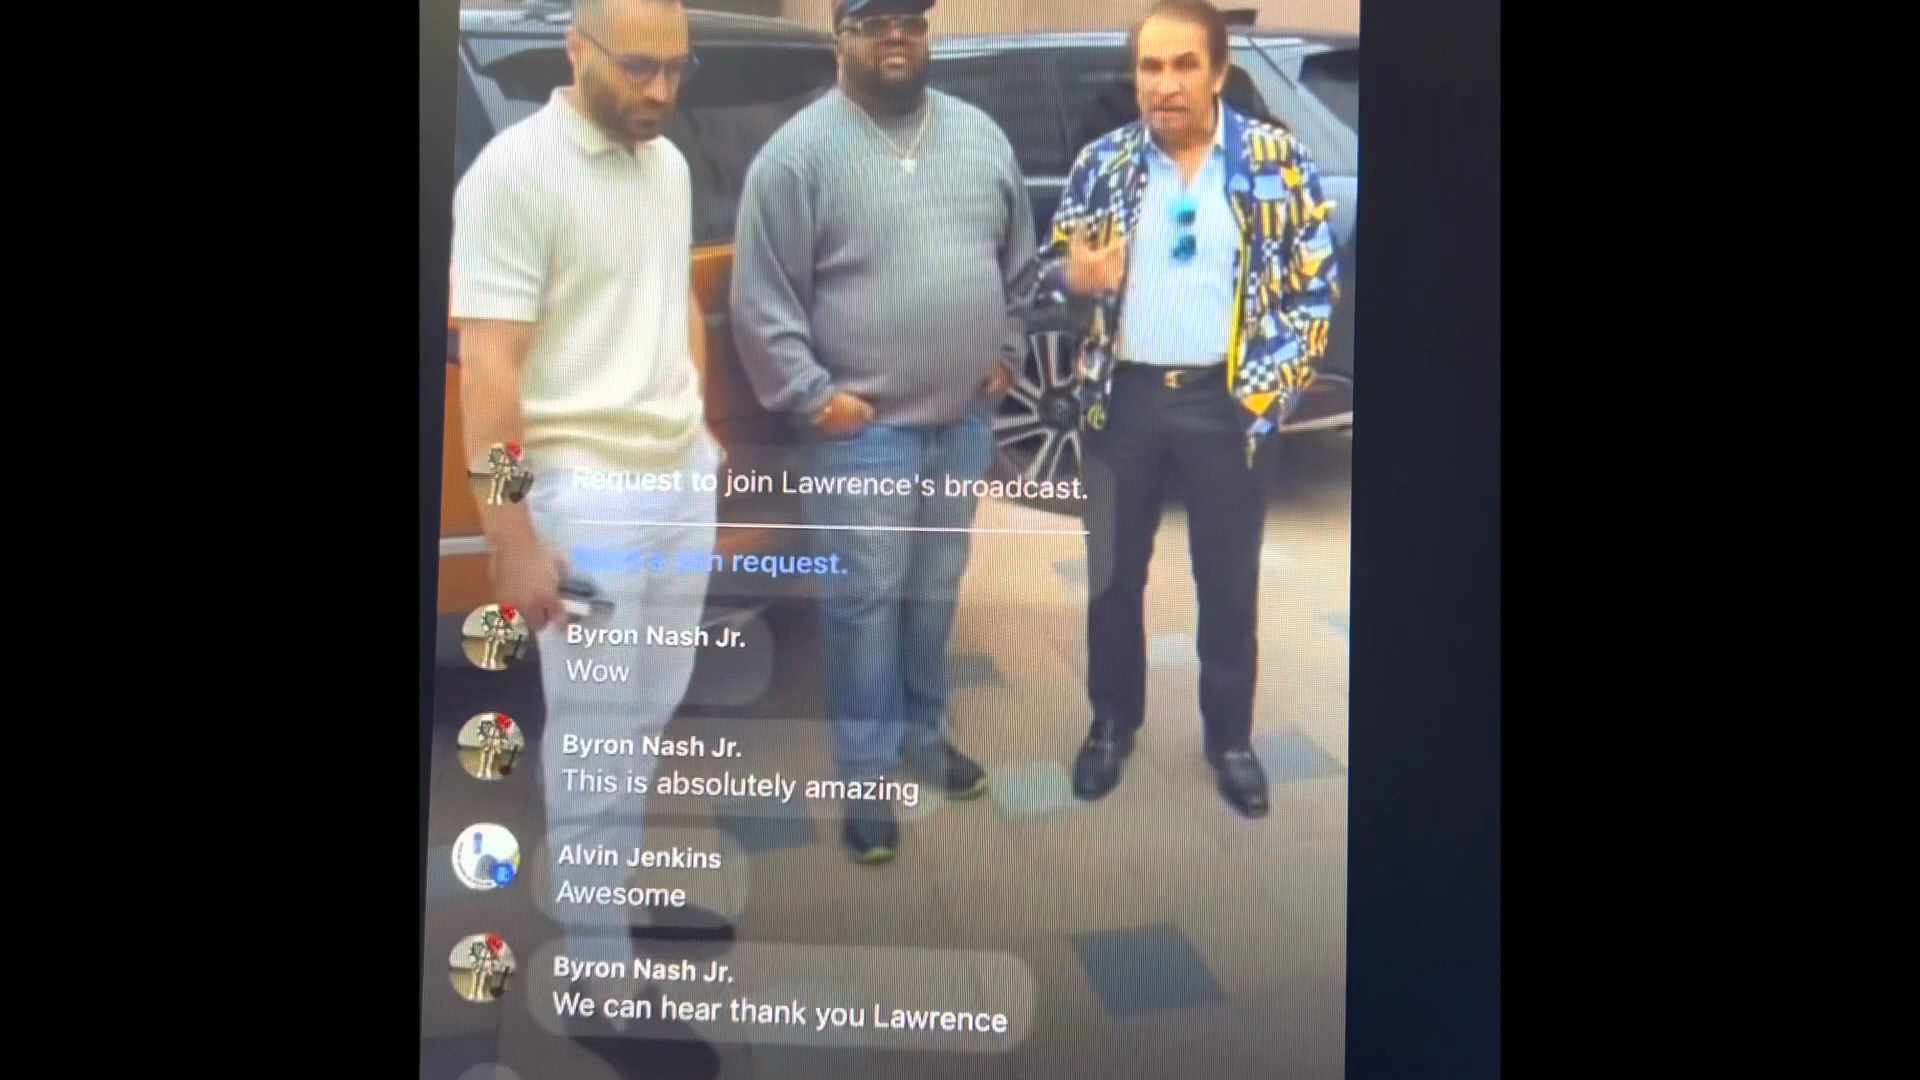 Request to join Lawrence's broadcast.
request.
Byron Nash Jr.
Wow
Byron Nash Jr.
This is absolutely amazing
Alvin Jenkins
Awesome
Byron Nash Jr.
We can hear thank you Lawrence